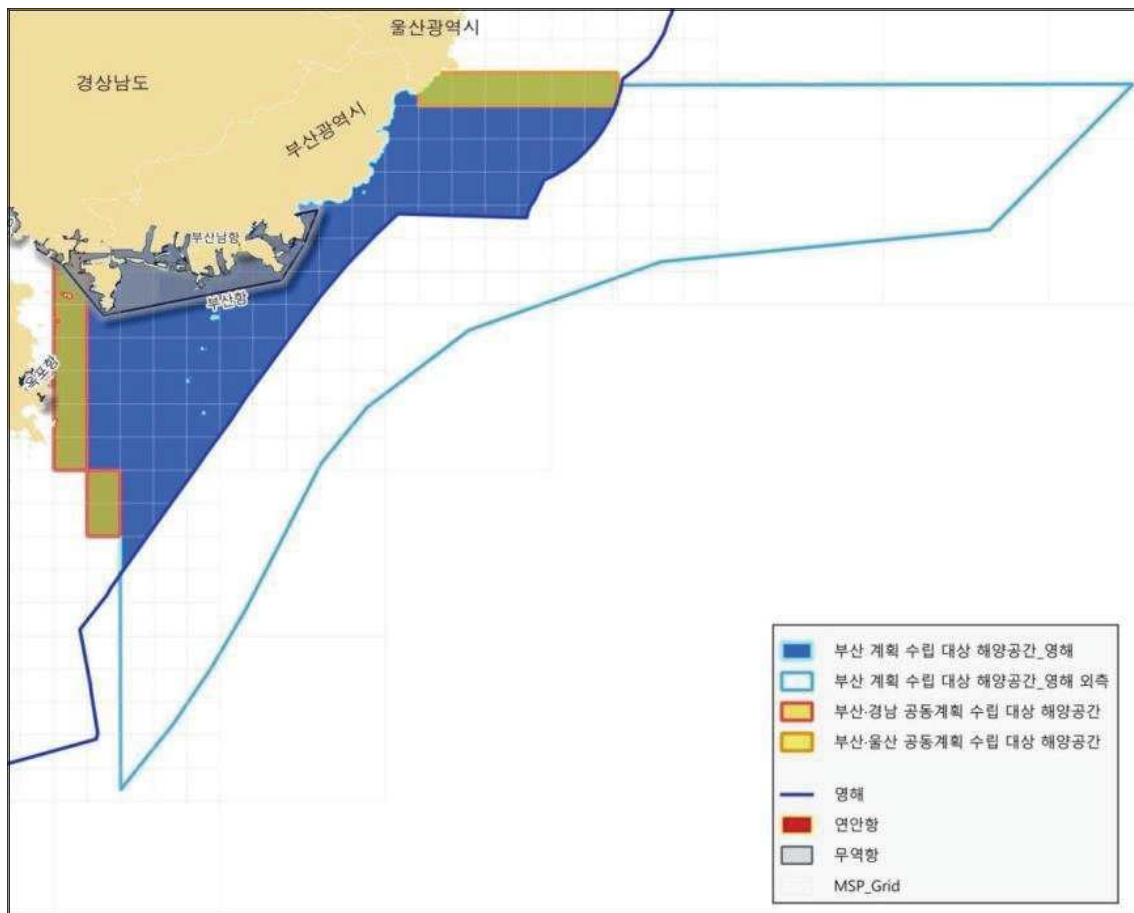 울산광역시
경상남도
부산광역시
부산남항
부산항
옥포항
부산 계획 수립 대상 해양공간_영해
부산 계획 수립 대상 해양공간_영해 외측
부산·경남 공동계획 수립 대상 해양공간
부산·울산 공동계획 수립 대상 해양공간
영해
연안항
무역항
MSP_Grid